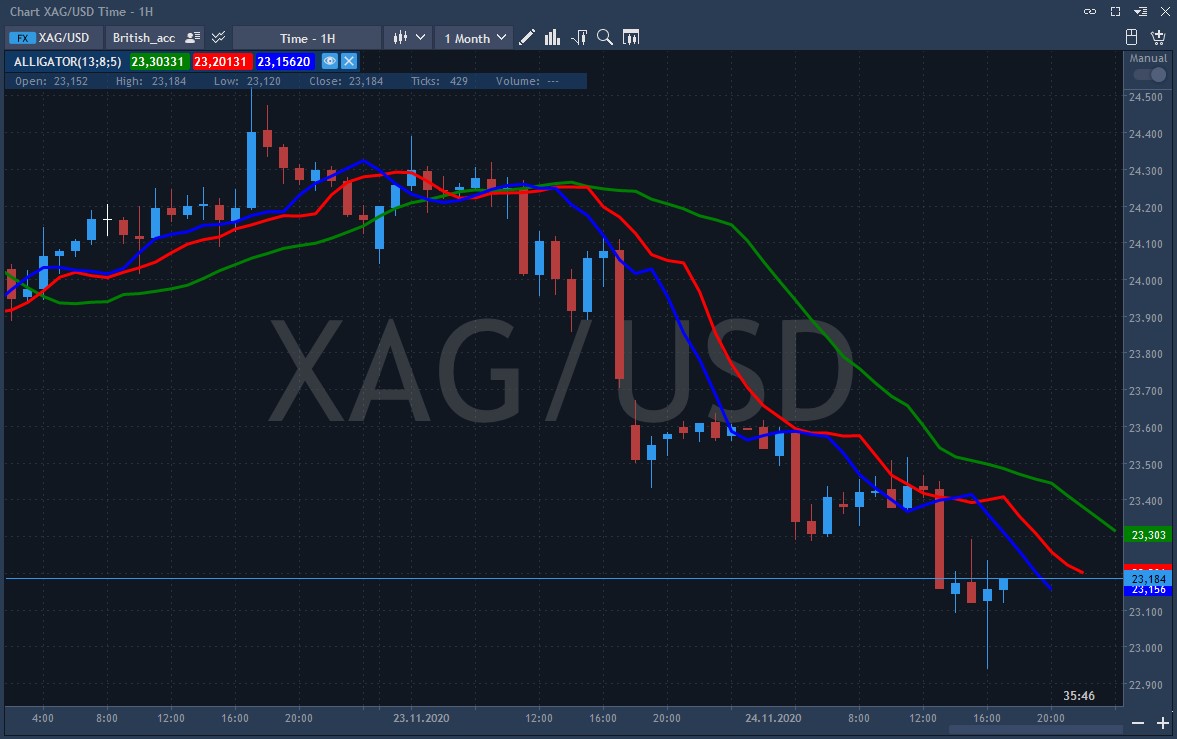 Chart XAG/USD Time - 1H
FX XAG/USD British_acc Time - 1H 1 Month
ALLIGATOR(13;8;5) 23,30331 23,20131 23,15620
Manual
Open: 23,152 High: 23,184 Low: 23,120 Close: 23,184 Ticks: 429 Volume: ---
24.500
24.400
24.300
24.200
24.100
24.000
23.900
XAG/USD
23.800
23.700
23.600
23.500
23.400
23,303
23,184
23,156
23.100
23.000
22.900
35:46
4:00 8:00 12:00 16:00 20:00 23.11.2020 12:00 16:00 20:00 24.11.2020 8:00 12:00 16:00 20:00